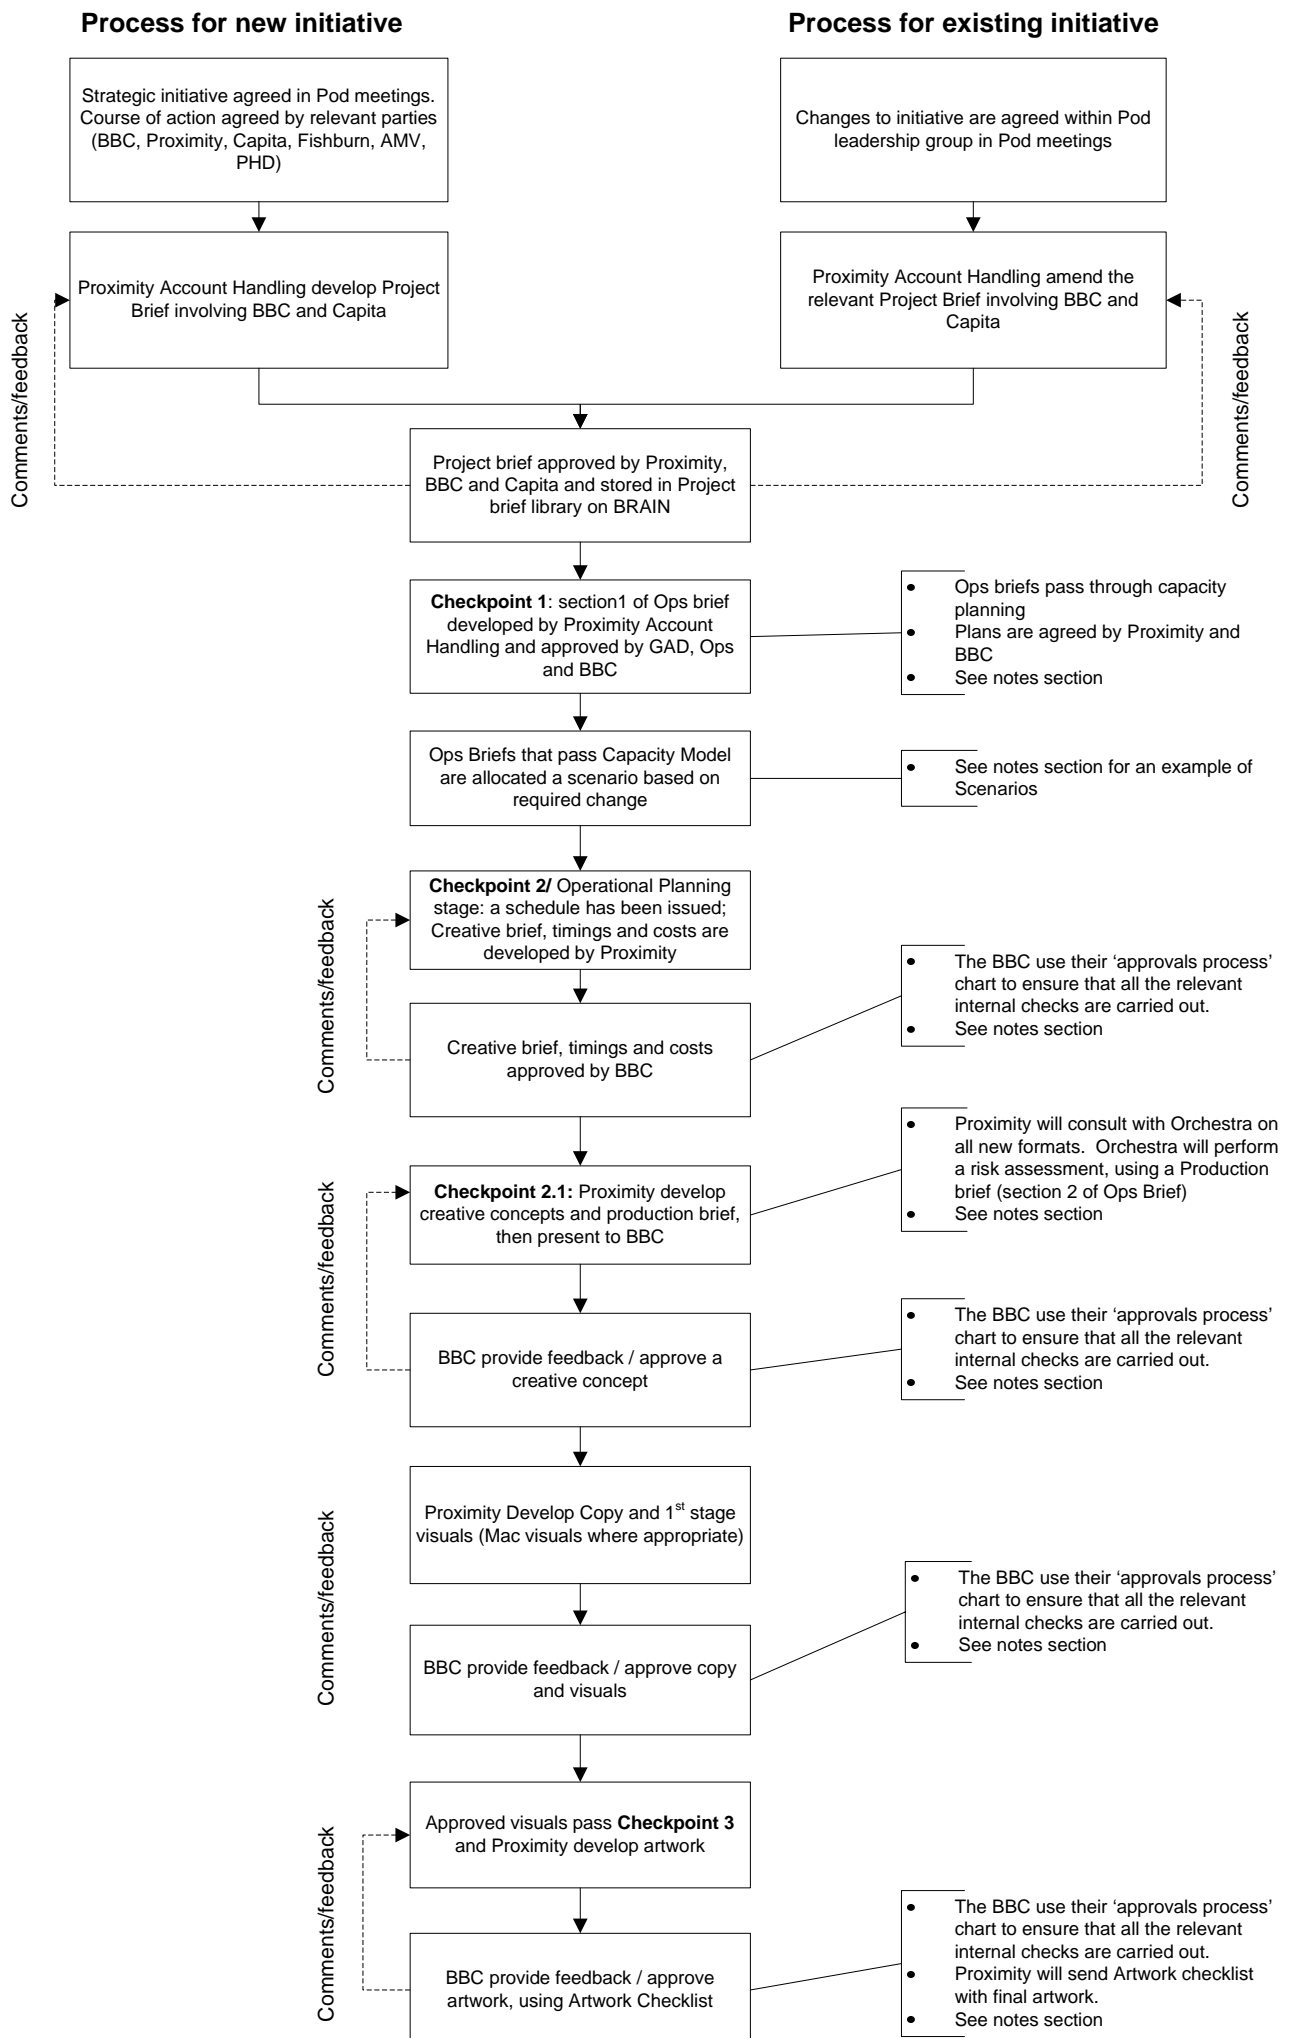 Process for new initiative
Process for existing initiative
Strategic initiative agreed in Pod meetings.
Course of action agreed by relevant parties
(BBC, Proximity, Capita, Fishburn, AMV,
PHD)
Changes to initiative are agreed within Pod
leadership group in Pod meetings
Proximity Account Handling develop Project
Brief involving BBC and Capita
Proximity Account Handling amend the
relevant Project Brief involving BBC and
Capita
Comments/feedback
Comments/feedback
Project brief approved by Proximity,
BBC and Capita and stored in Project
brief library on BRAIN
Checkpoint 1: section1 of Ops brief
developed by Proximity Account
Handling and approved by GAD, Ops
and BBC
• Ops briefs pass through capacity
planning
• Plans are agreed by Proximity and
BBC
• See notes section
Ops Briefs that pass Capacity Model
are allocated a scenario based on
required change
• See notes section for an example of
Scenarios
Checkpoint 2/ Operational Planning
stage: a schedule has been issued;
Creative brief, timings and costs are
developed by Proximity
Comments/feedback
Creative brief, timings and costs
approved by BBC
• The BBC use their ‘approvals process’
chart to ensure that all the relevant
internal checks are carried out.
• See notes section
Checkpoint 2.1: Proximity develop
creative concepts and production brief,
then present to BBC
• Proximity will consult with Orchestra on
all new formats. Orchestra will perform
a risk assessment, using a Production
brief (section 2 of Ops Brief)
• See notes section
Comments/feedback
BBC provide feedback / approve a
creative concept
• The BBC use their ‘approvals process’
chart to ensure that all the relevant
internal checks are carried out.
• See notes section
Proximity Develop Copy and 1st stage
visuals (Mac visuals where appropriate)
Comments/feedback
BBC provide feedback / approve copy
and visuals
• The BBC use their ‘approvals process’
chart to ensure that all the relevant
internal checks are carried out.
• See notes section
Approved visuals pass Checkpoint 3
and Proximity develop artwork
Comments/feedback
BBC provide feedback / approve
artwork, using Artwork Checklist
• The BBC use their ‘approvals process’
chart to ensure that all the relevant
internal checks are carried out.
• Proximity will send Artwork checklist
with final artwork.
• See notes section